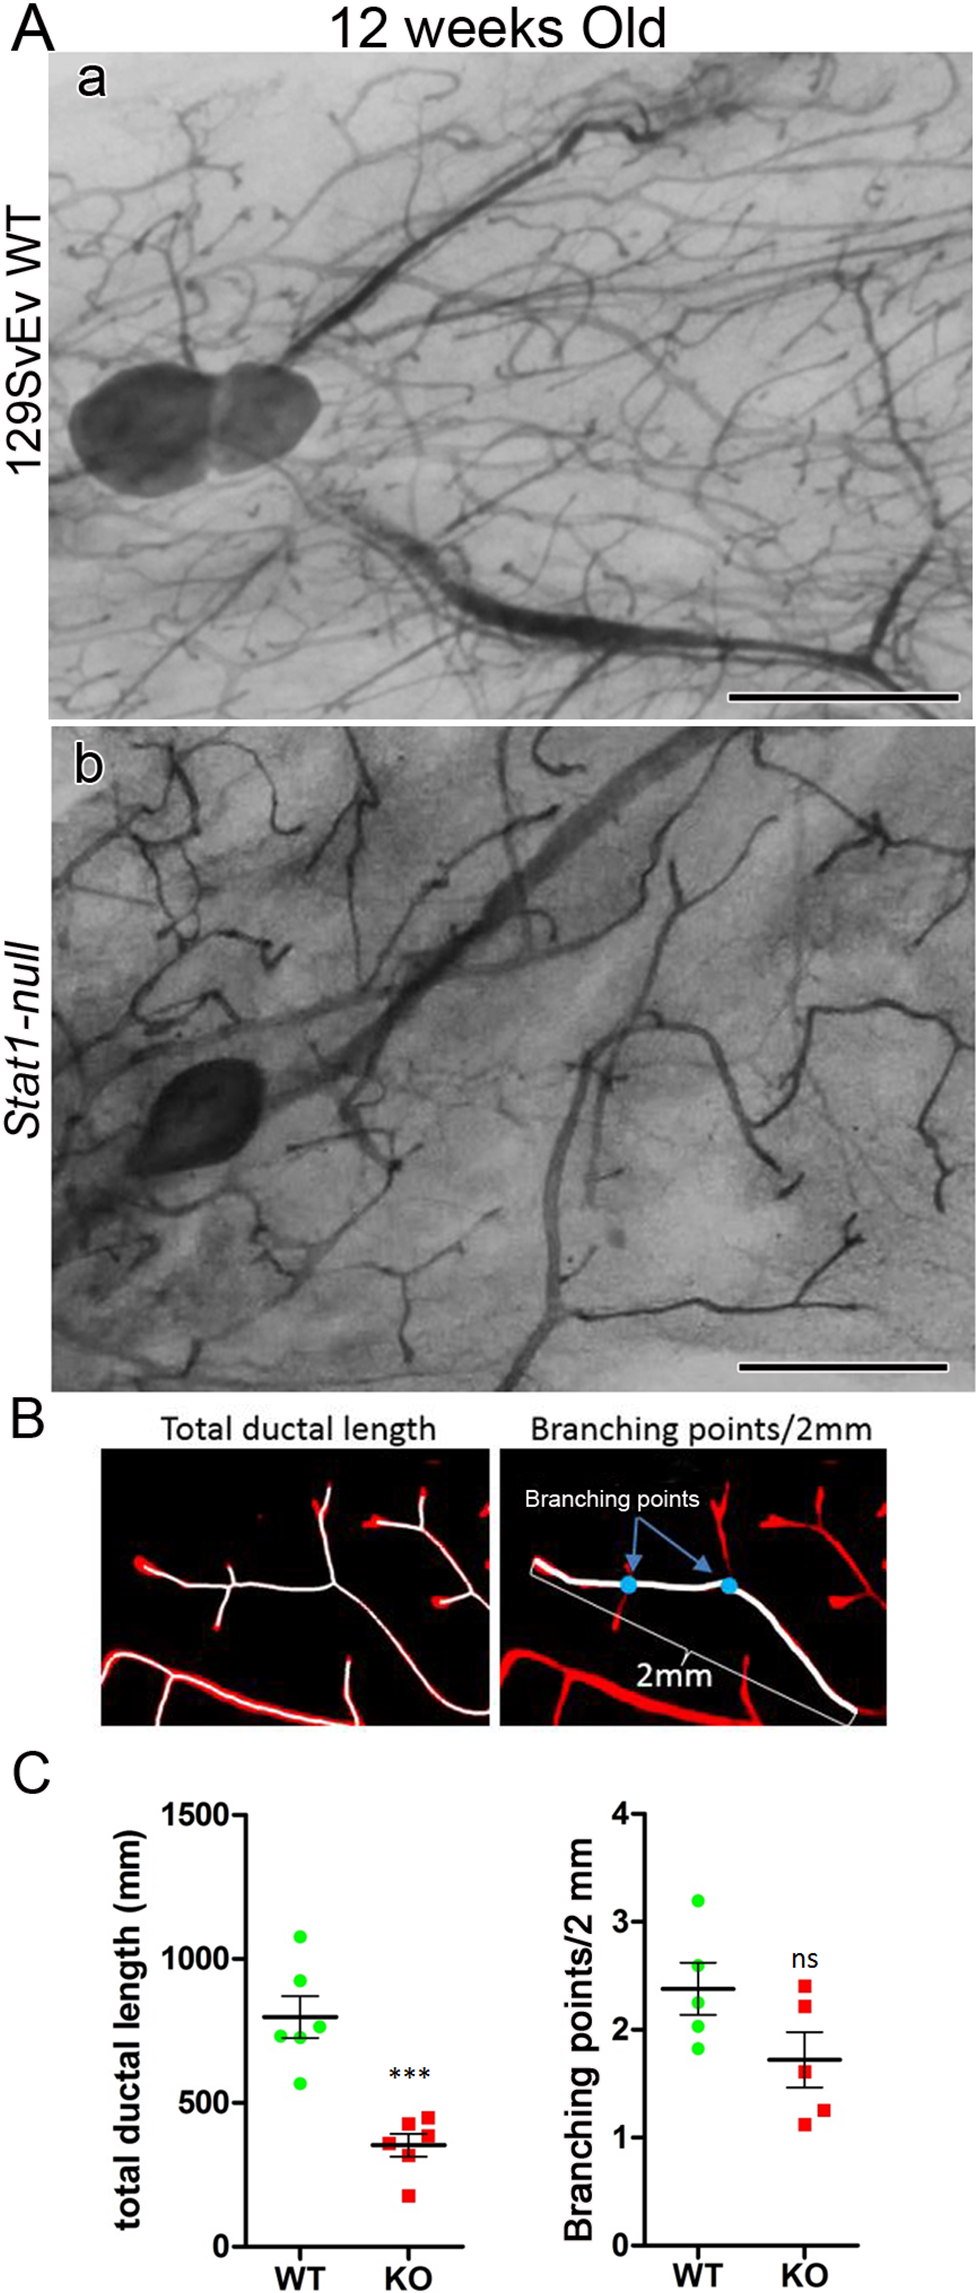 A
12 weeks Old
a
129SvEv WT
b
Stat1-null
B
Total ductal length
Branching points/2mm
Branching points
2mm
C
total ductal length (mm)
1500
1000
500
0
***
WT
KO
Branching points/2 mm
4
3
2
1
0
ns
WT
KO